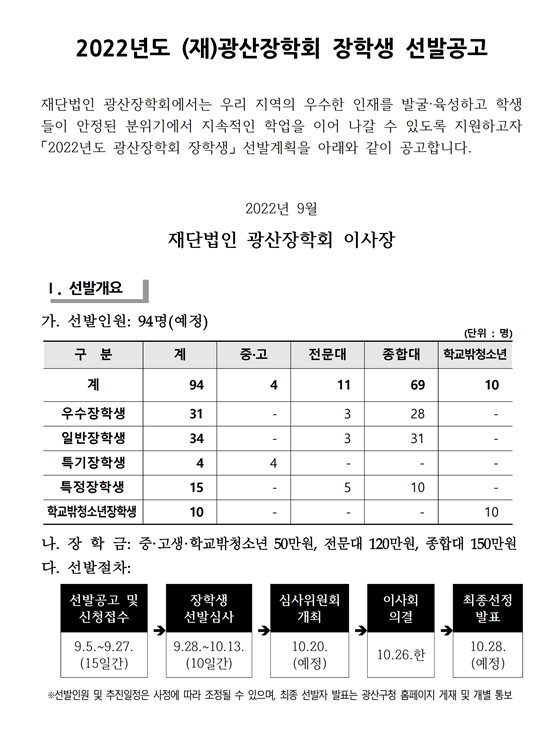 2022년도 (재)광산장학회 장학생 선발공고
재단법인 광산장학회에서는 우리 지역의 우수한 인재를 발굴·육성하고 학생
들이 안정된 분위기에서 지속적인 학업을 이어 나갈 수 있도록 지원하고자
「2022년도 광산장학회 장학생」 선발계획을 아래와 같이 공고합니다.
2022년 9월
재단법인 광산장학회 이사장
Ⅰ. 선발개요
가. 선발인원: 94명(예정)
(단위 : 명)
구 분 계 중·고 전문대 종합대 학교밖청소년
계 94 4 11 69 10
우수장학생 31 - 3 28 -
일반장학생 34 - 3 31 -
특기장학생 4 4 - - -
특정장학생 15 - 5 10 -
학교밖청소년장학생 10 - - - 10
나. 장 학 금: 중·고생·학교밖청소년 50만원, 전문대 120만원, 종합대 150만원
다. 선발절차:
선발공고 및 장학생 심사위원회 이사회 최종선정
신청접수 선발심사 개최 의결 발표
9.5.~9.27. 9.28.~10.13. 10.20. 10.26.한 10.28.
(15일간) (10일간) (예정) (예정)
※선발인원 및 추진일정은 사정에 따라 조정될 수 있으며, 최종 선발자 발표는 광산구청 홈페이지 게재 및 개별 통보